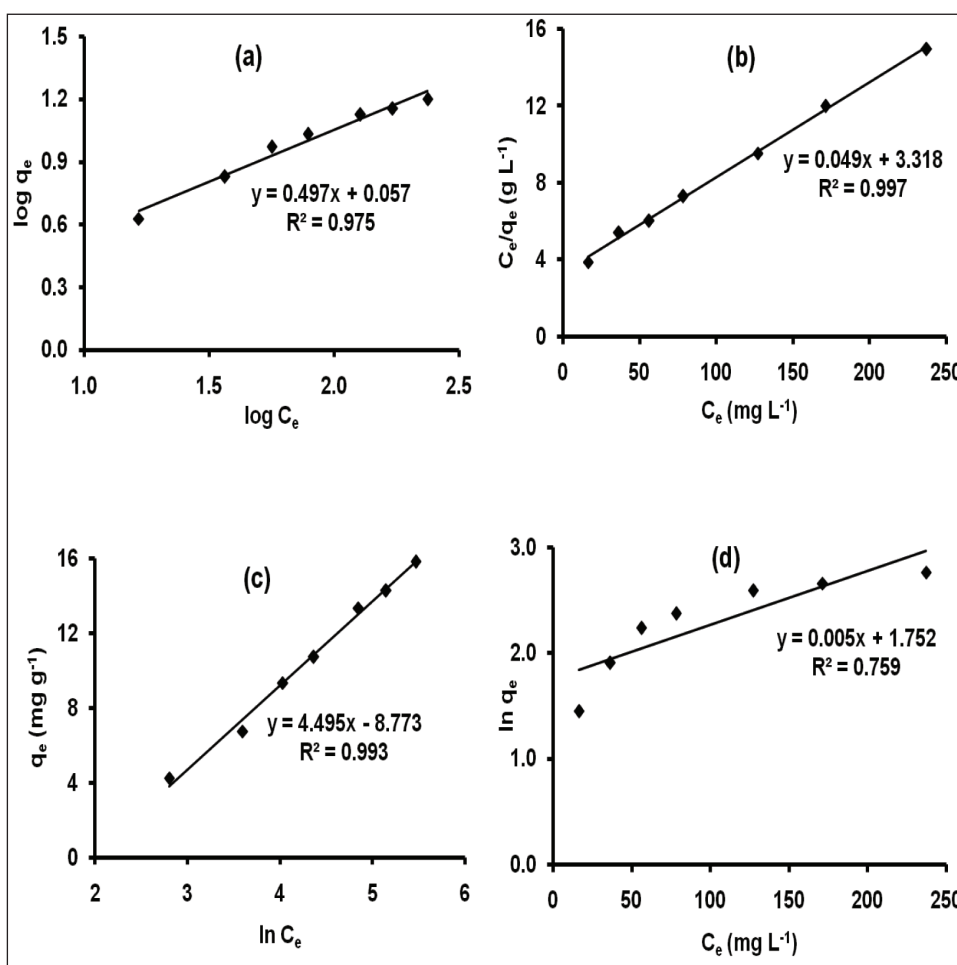 (a)
log qe
1.5
1.2
0.9
0.6
0.3
0.0
y = 0.497x + 0.057
R² = 0.975
1.0 1.5 2.0 2.5
log Ce
(b)
Ce/qe (g L-1)
16
12
8
4
0
y = 0.049x + 3.318
R² = 0.997
0 50 100 150 200 250
Ce (mg L-1)
(c)
qe (mg g-1)
16
12
8
4
0
y = 4.495x - 8.773
R² = 0.993
2 3 4 5 6
ln Ce
(d)
ln qe
3.0
2.0
1.0
0.0
y = 0.005x + 1.752
R² = 0.759
0 50 100 150 200 250
Ce (mg L-1)